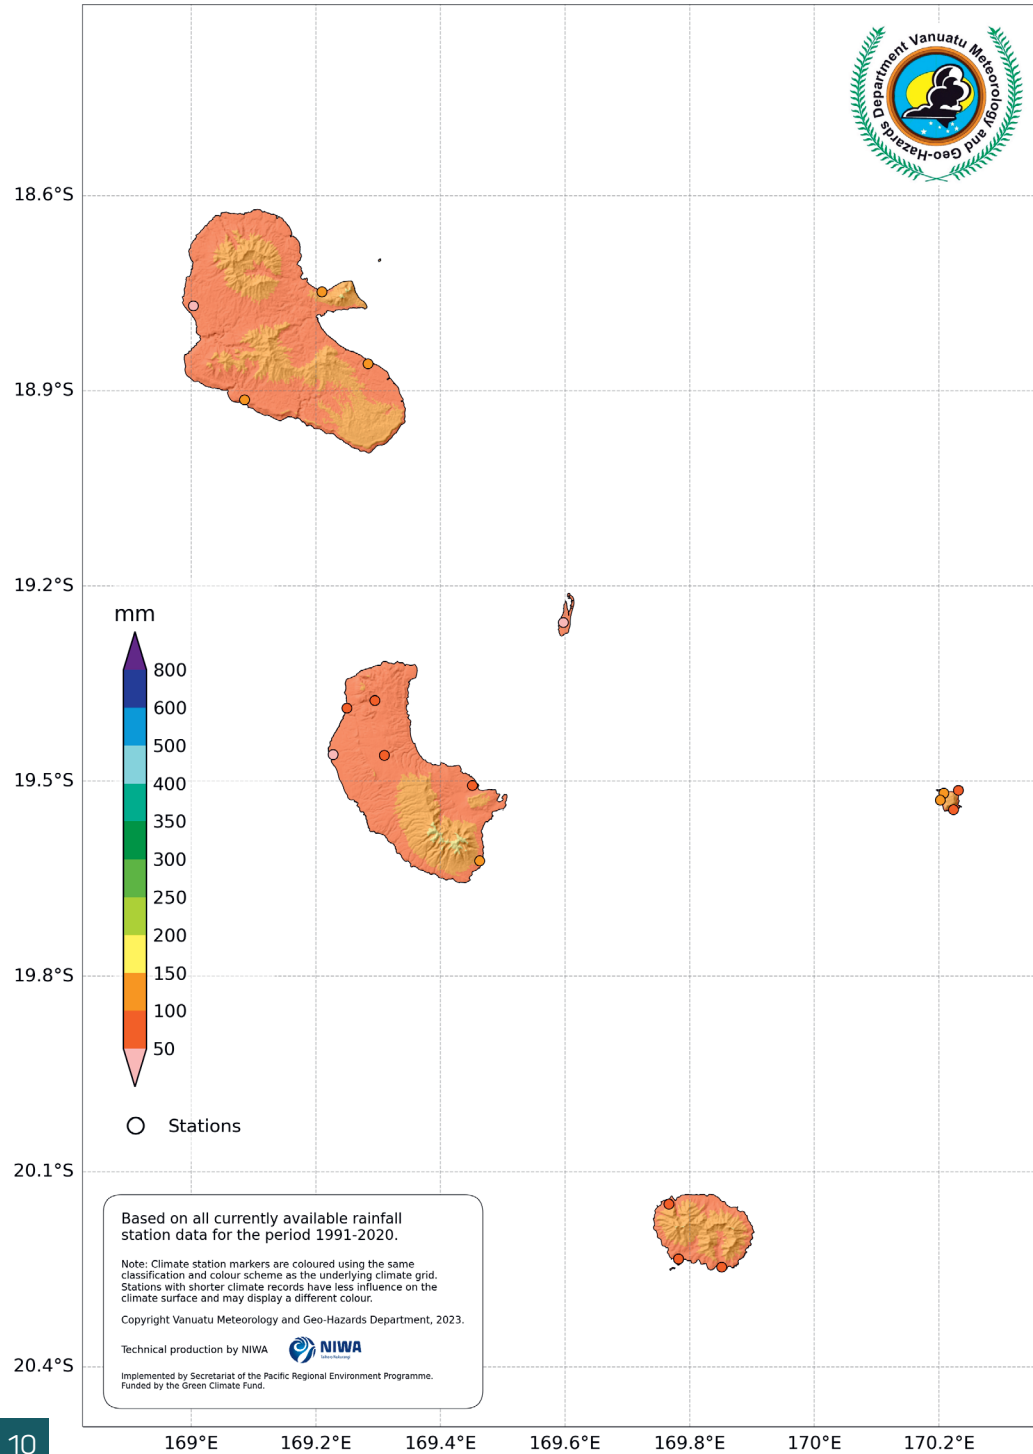 Vanuatu Meteorology and Geo-Hazards Department
18.6°S
18.9°S
19.2°S
mm
800
600
500
19.5°S
400
350
300
250
200
19.8°S
150
100
50
Stations
20.1°S
Based on all currently available rainfall
station data for the period 1991-2020.
Note: Climate station markers are coloured using the same
classification and colour scheme as the underlying climate grid.
Stations with shorter climate records have less influence on the
climate surface and may display a different colour.
Copyright Vanuatu Meteorology and Geo-Hazards Department, 2023.
Technical production by NIWA
NIWA
Implemented by Secretariat of the Pacific Regional Environment Programme.
Funded by the Green Climate Fund.
20.4°S
10
169°E 169.2°E 169.4°E 169.6°E 169.8°E 170°E 170.2°E